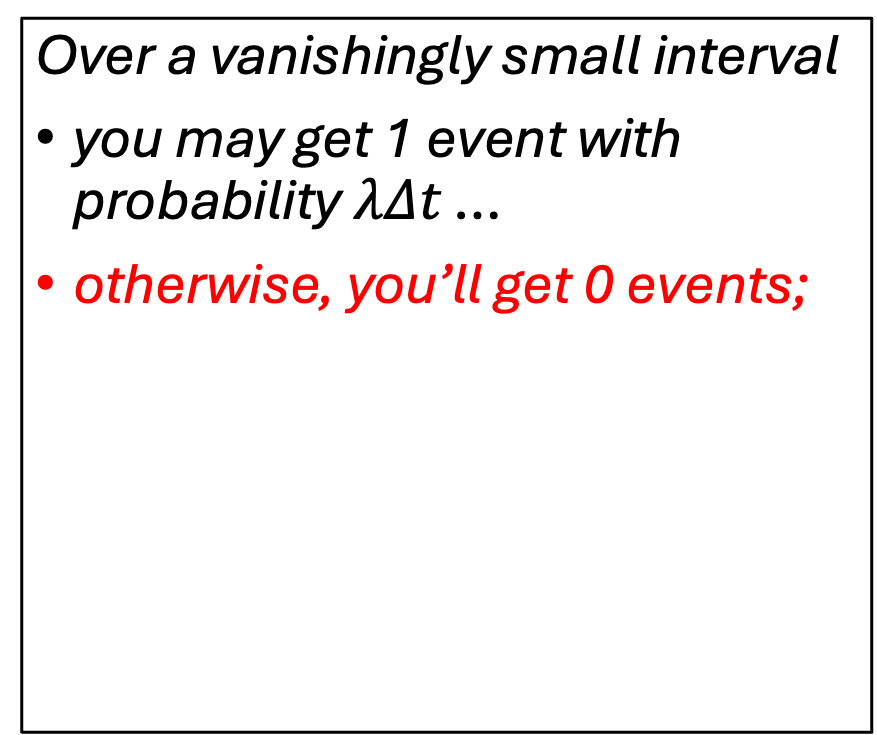 Over a vanishingly small interval
• you may get 1 event with
probability λΔt ...
• otherwise, you’ll get 0 events;